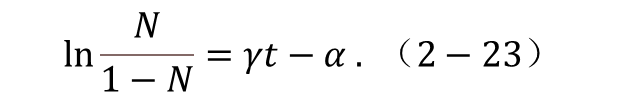 ln N / (1 − N) = γt − α .（2 − 23）